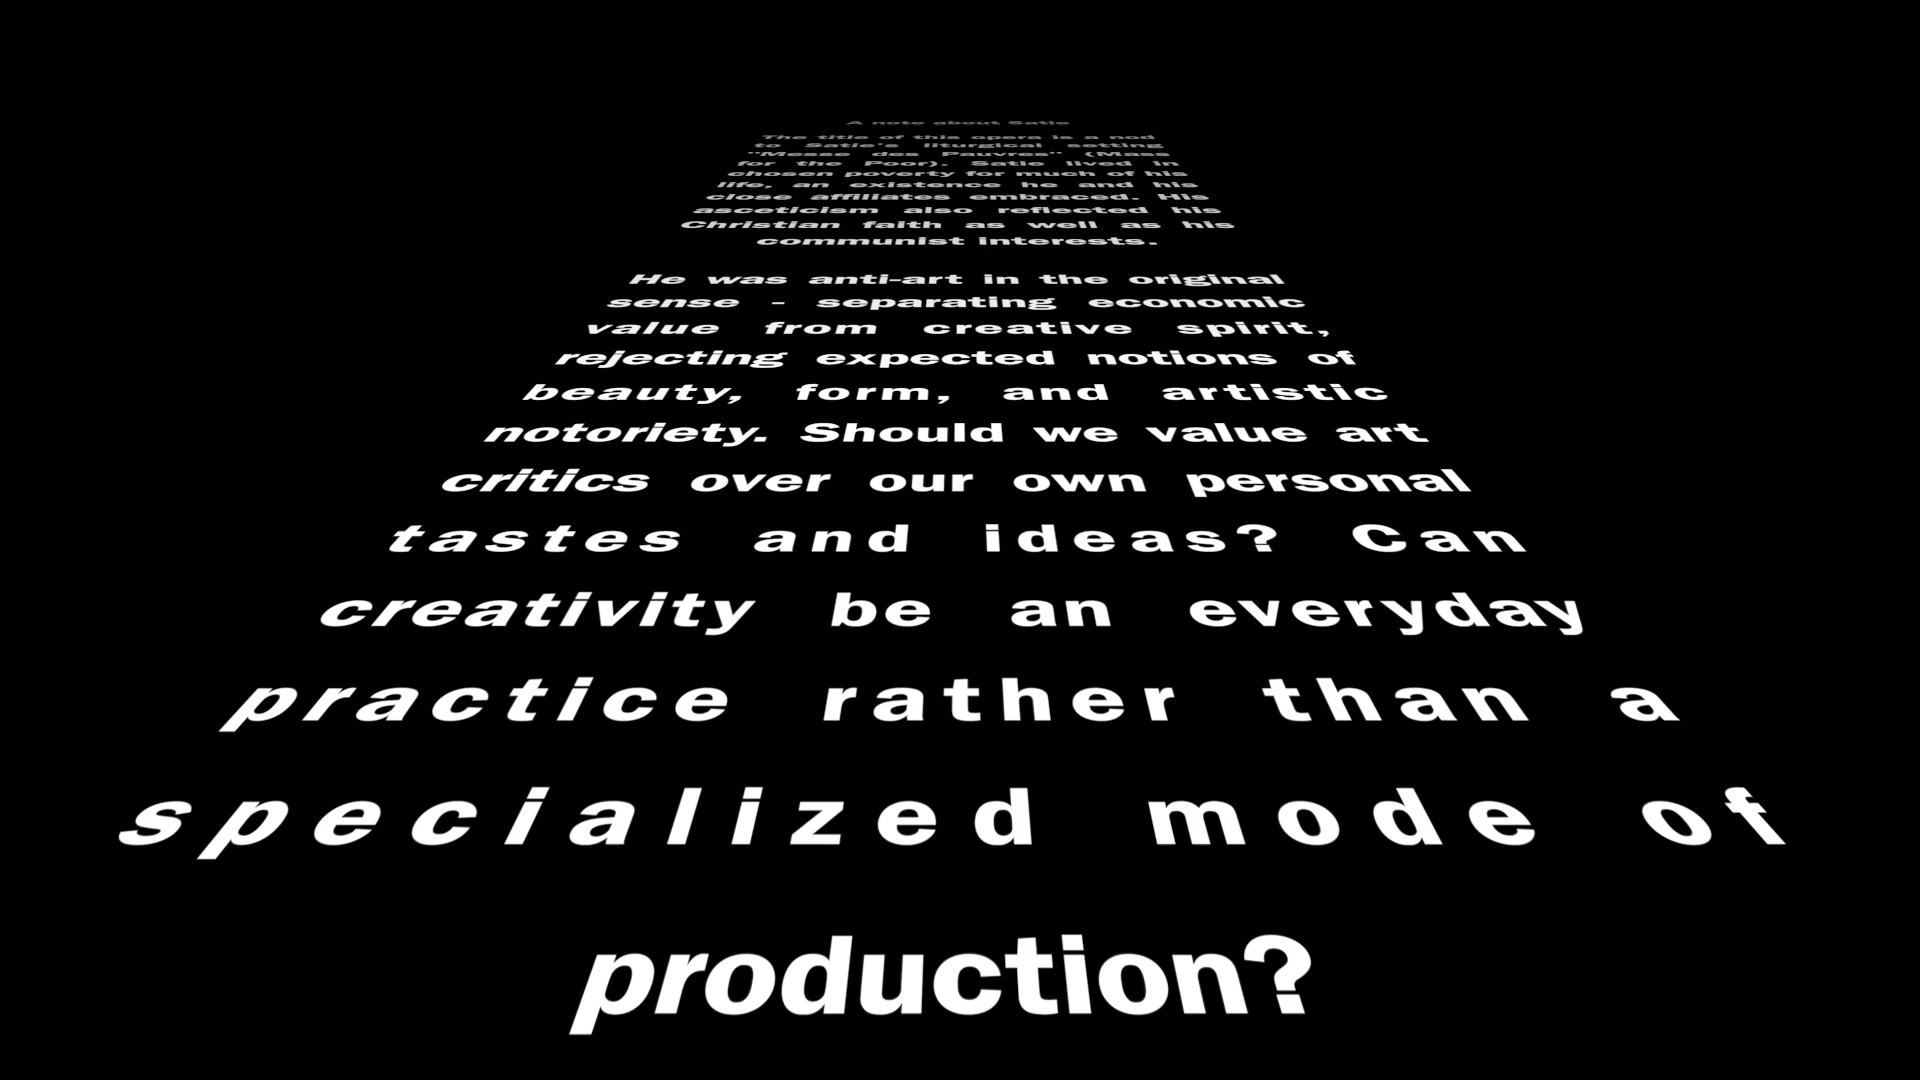 A note about Satie
The title of this opera is a nod
to Satie's liturgical setting
"Messe des Pauvres" (Mass
for the Poor). Satie lived in
chosen poverty for much of his
life, an existence he and his
close affiliates embraced. His
asceticism also reflected his
Christian faith as well as his
communist interests.
He was anti-art in the original
sense - separating economic
value from creative spirit,
rejecting expected notions of
beauty, form, and artistic
notoriety. Should we value art
critics over our own personal
tastes and ideas? Can
creativity be an everyday
practice rather than a
specialized mode of
production?